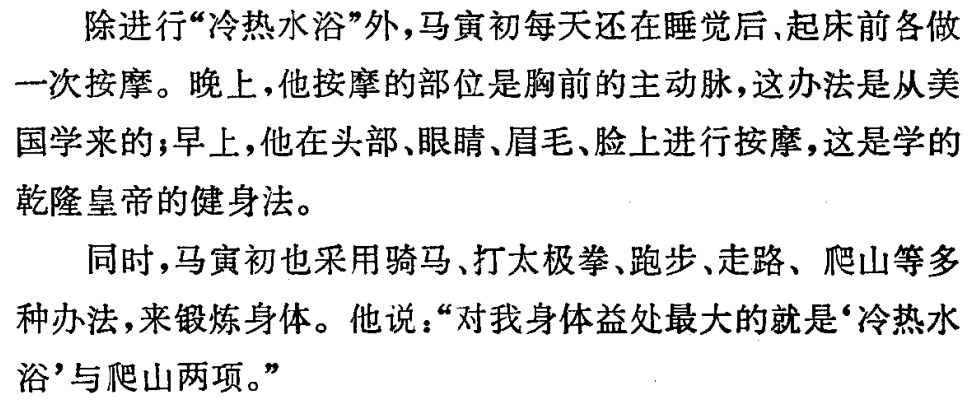 除进行“冷热水浴”外,马寅初每天还在睡觉后、起床前各做
一次按摩。晚上,他按摩的部位是胸前的主动脉,这办法是从美
国学来的;早上,他在头部、眼睛、眉毛、脸上进行按摩,这是学的
乾隆皇帝的健身法。
同时,马寅初也采用骑马、打太极拳、跑步、走路、爬山等多
种办法,来锻炼身体。他说:“对我身体益处最大的就是‘冷热水
浴’与爬山两项。”